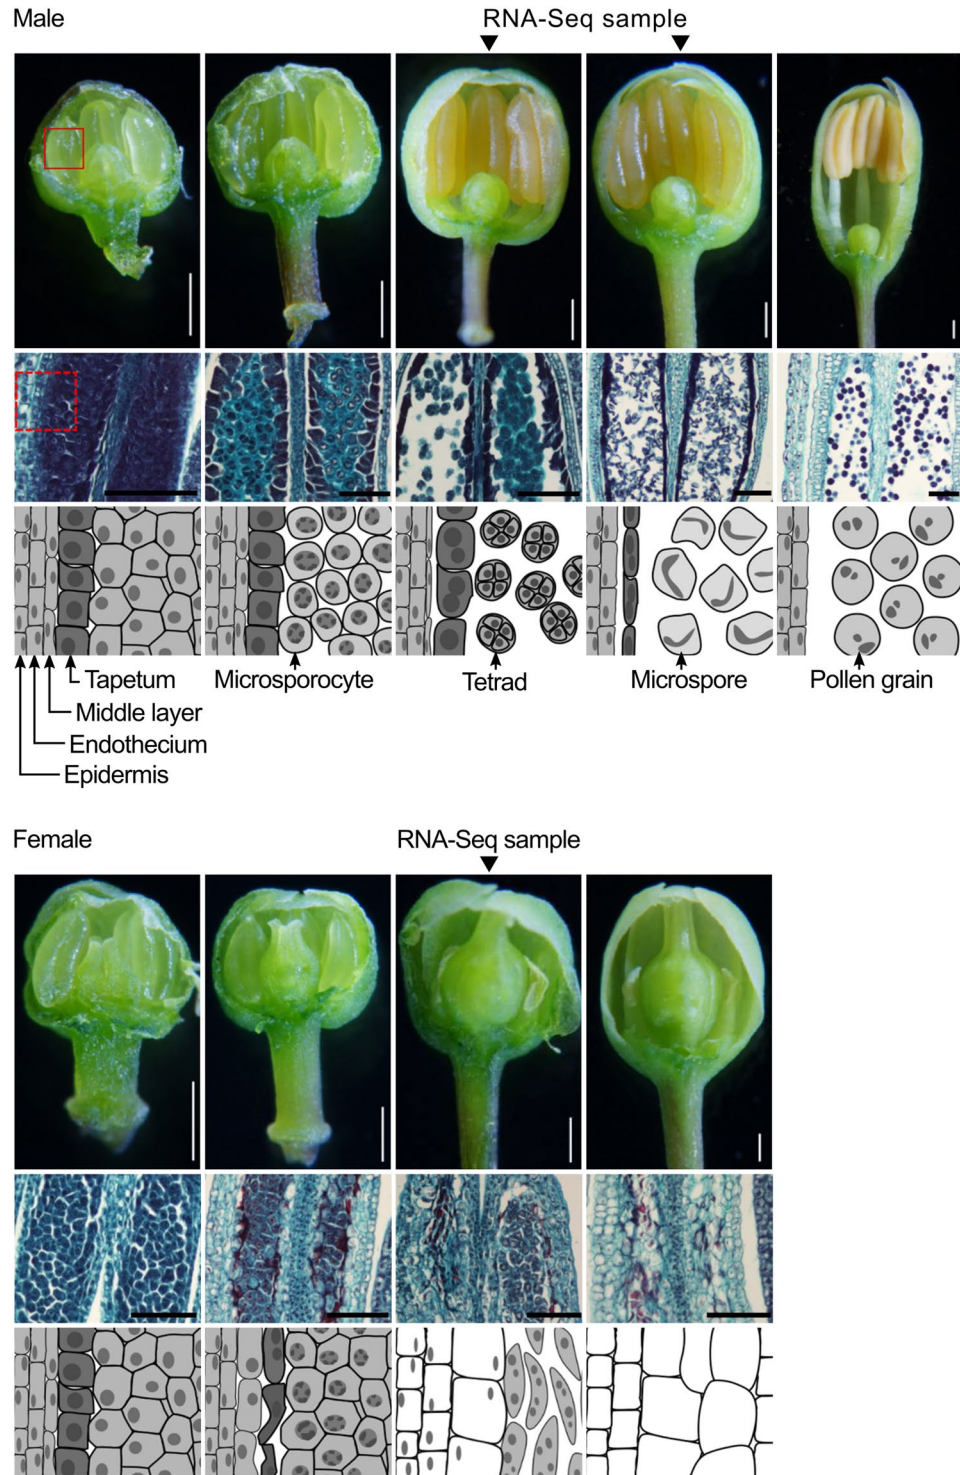 Male
RNA-Seq sample
Tapetum
Microsporocyte
Tetrad
Microspore
Pollen grain
Middle layer
Endothecium
Epidermis
Female
RNA-Seq sample